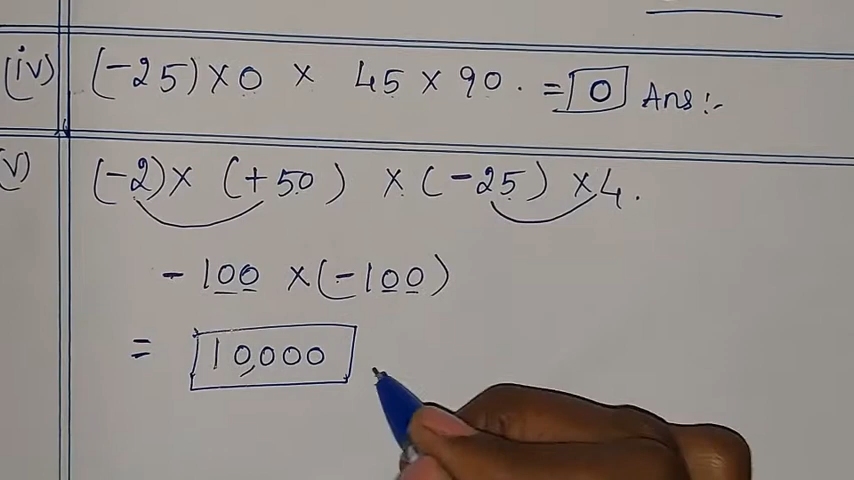 (iv) (-25) × 0 × 45 × 90 . = 0 Ans :-
(v) (-2) × (+50) × (-25) × 4.
- 100 × (-100)
= 10,000